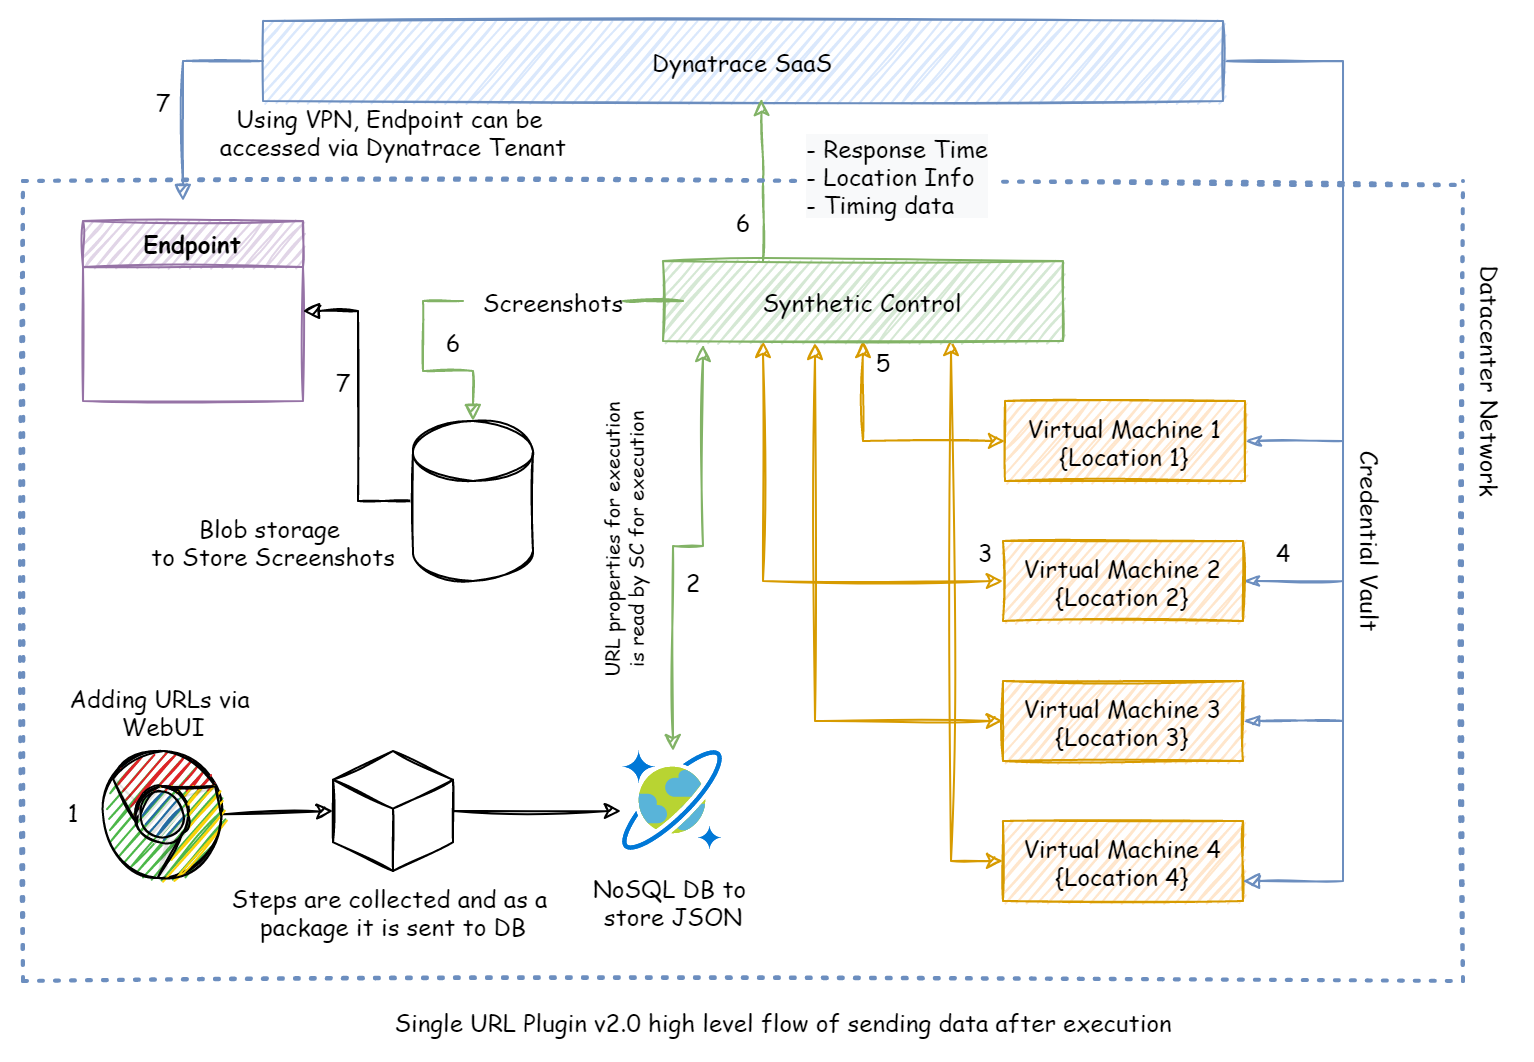 Dynatrace SaaS
7
Using VPN, Endpoint can be
accessed via Dynatrace Tenant
- Response Time
- Location Info
- Timing data
6
Endpoint
Screenshots
Synthetic Control
6
5
7
Datacenter Network
Virtual Machine 1
{Location 1}
URL properties for execution
is read by SC for execution
Credential Vault
Blob storage
to Store Screenshots
3
Virtual Machine 2
{Location 2}
4
2
Adding URLs via
WebUI
Virtual Machine 3
{Location 3}
1
Virtual Machine 4
{Location 4}
Steps are collected and as a
package it is sent to DB
NoSQL DB to
store JSON
Single URL Plugin v2.0 high level flow of sending data after execution